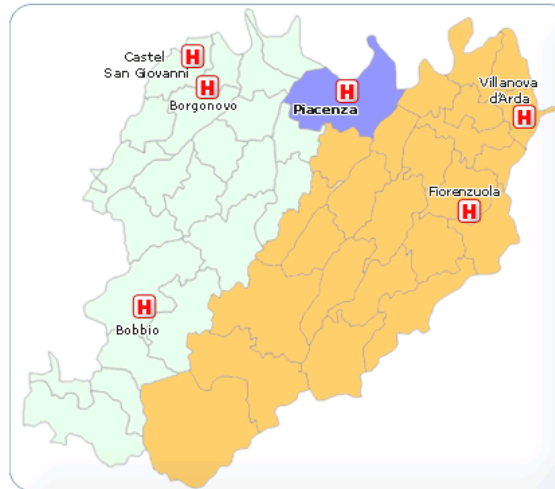 Castel
San Giovanni
H
H
Borgonovo
H
Piacenza
Villanova
d'Arda
H
Fiorenzuola
H
H
Bobbio